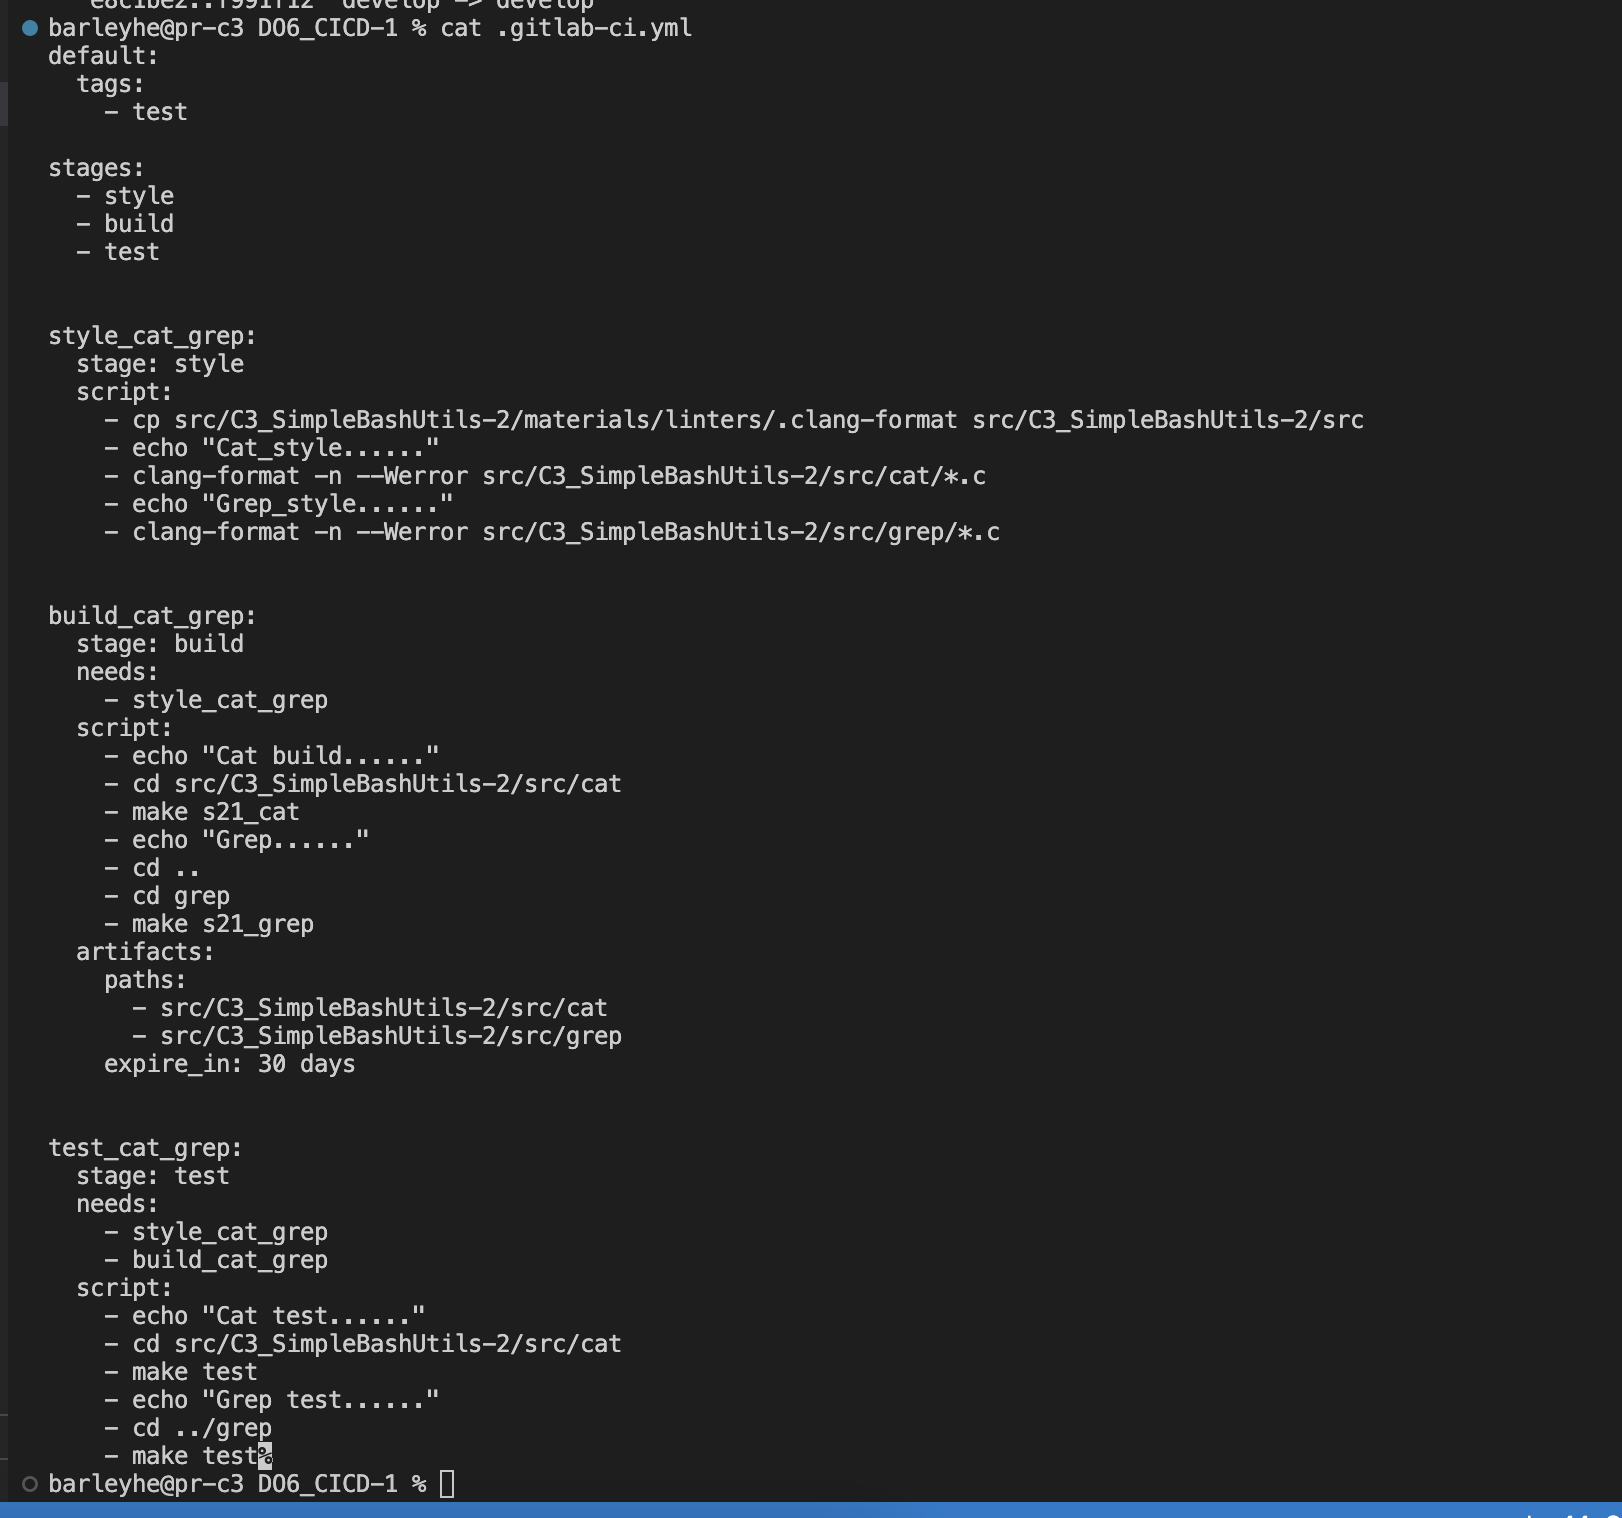 e8c1be2..f991f12  develop -> develop
barleyhe@pr-c3 DO6_CICD-1 % cat .gitlab-ci.yml
default:
  tags:
    - test

stages:
  - style
  - build
  - test


style_cat_grep:
  stage: style
  script:
    - cp src/C3_SimpleBashUtils-2/materials/linters/.clang-format src/C3_SimpleBashUtils-2/src
    - echo "Cat_style......"
    - clang-format -n --Werror src/C3_SimpleBashUtils-2/src/cat/*.c
    - echo "Grep_style......"
    - clang-format -n --Werror src/C3_SimpleBashUtils-2/src/grep/*.c


build_cat_grep:
  stage: build
  needs:
    - style_cat_grep
  script:
    - echo "Cat build......"
    - cd src/C3_SimpleBashUtils-2/src/cat
    - make s21_cat
    - echo "Grep......"
    - cd ..
    - cd grep
    - make s21_grep
  artifacts:
    paths:
      - src/C3_SimpleBashUtils-2/src/cat
      - src/C3_SimpleBashUtils-2/src/grep
    expire_in: 30 days


test_cat_grep:
  stage: test
  needs:
    - style_cat_grep
    - build_cat_grep
  script:
    - echo "Cat test......"
    - cd src/C3_SimpleBashUtils-2/src/cat
    - make test
    - echo "Grep test......"
    - cd ../grep
    - make test%
barleyhe@pr-c3 DO6_CICD-1 %